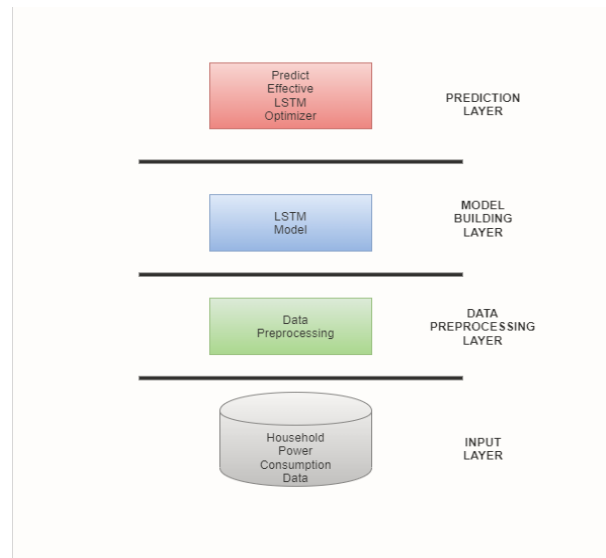 Predict
Effective
LSTM
Optimizer
PREDICTION
LAYER
LSTM
Model
MODEL
BUILDING
LAYER
Data
Preprocessing
DATA
PREPROCESSING
LAYER
Household
Power
Consumption
Data
INPUT
LAYER